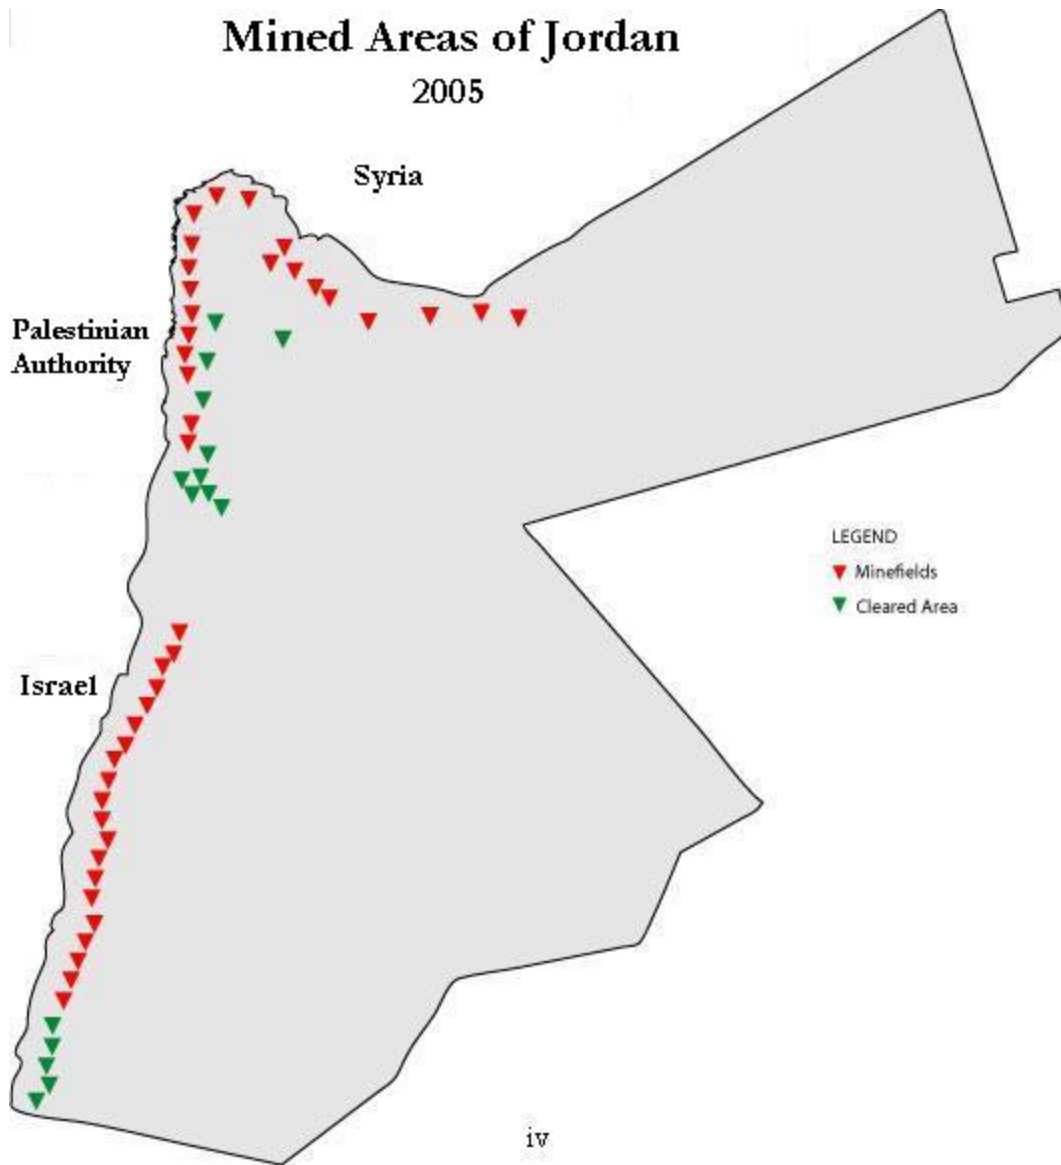 Mined Areas of Jordan
2005
Syria
Palestinian
Authority
LEGEND
Minefields
Cleared Area
Israel
iv